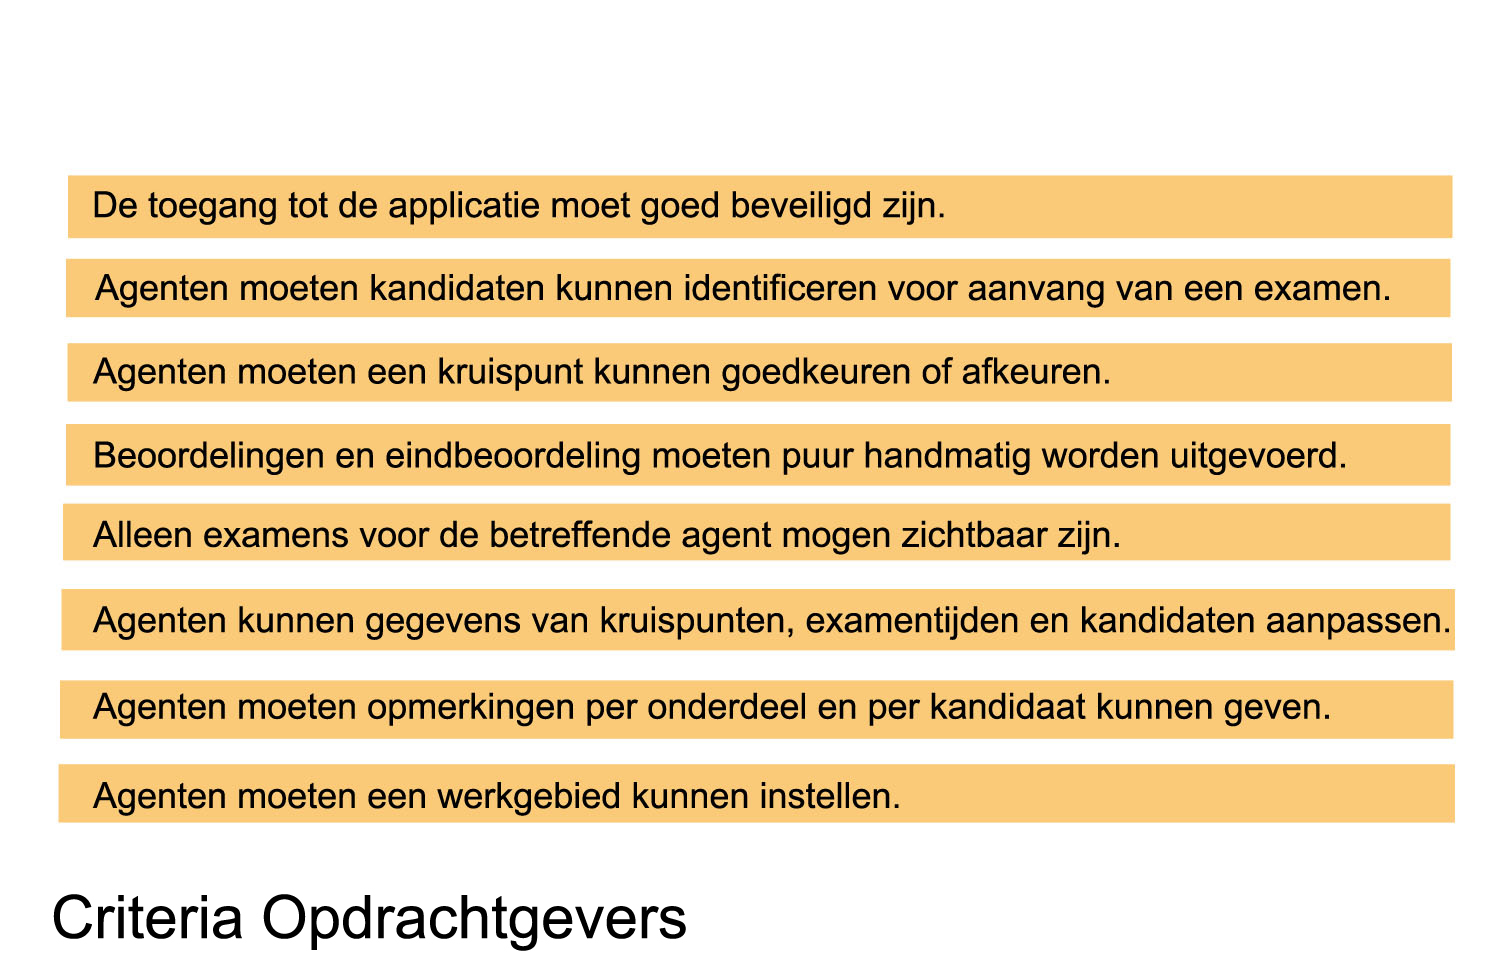 De toegang tot de applicatie moet goed beveiligd zijn.
Agenten moeten kandidaten kunnen identificeren voor aanvang van een examen.
Agenten moeten een kruispunt kunnen goedkeuren of afkeuren.
Beoordelingen en eindbeoordeling moeten puur handmatig worden uitgevoerd.
Alleen examens voor de betreffende agent mogen zichtbaar zijn.
Agenten kunnen gegevens van kruispunten, examentijden en kandidaten aanpassen.
Agenten moeten opmerkingen per onderdeel en per kandidaat kunnen geven.
Agenten moeten een werkgebied kunnen instellen.
Criteria Opdrachtgevers